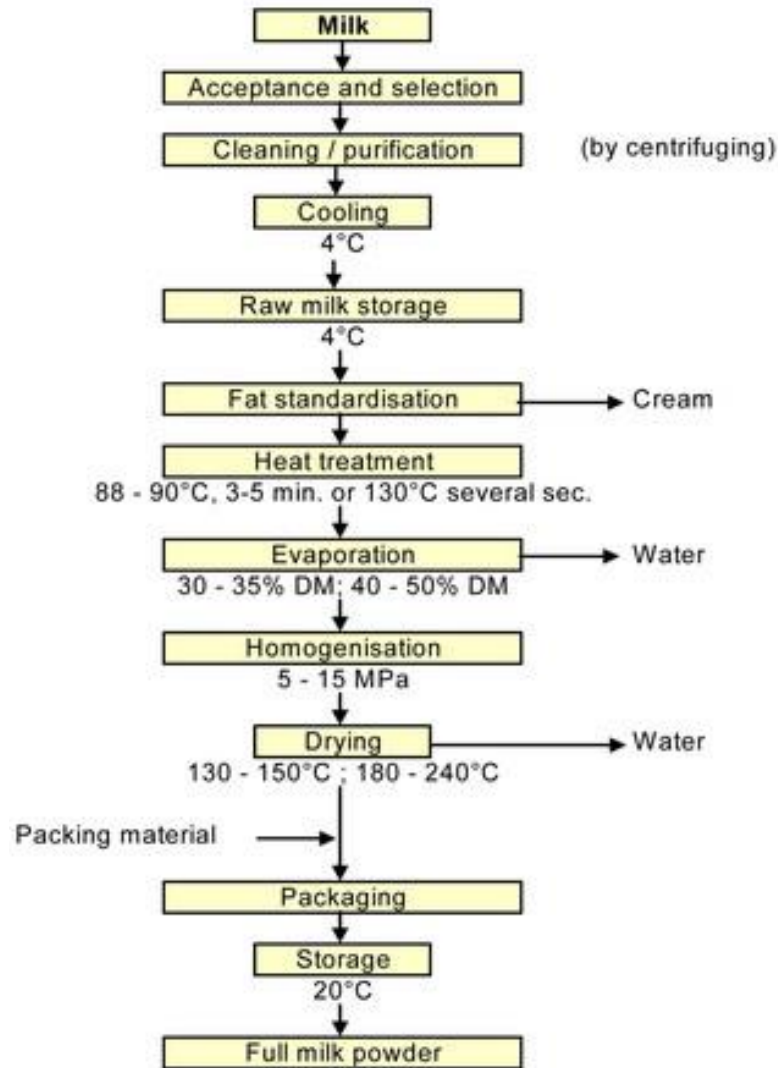 Milk
Acceptance and selection
Cleaning / purification (by centrifuging)
Cooling
4°C
Raw milk storage
4°C
Fat standardisation Cream
Heat treatment
88 - 90°C, 3-5 min. or 130°C several sec.
Evaporation Water
30 - 35% DM; 40 - 50% DM
Homogenisation
5 - 15 MPa
Drying Water
130 - 150°C ; 180 - 240°C
Packing material
Packaging
Storage
20°C
Full milk powder